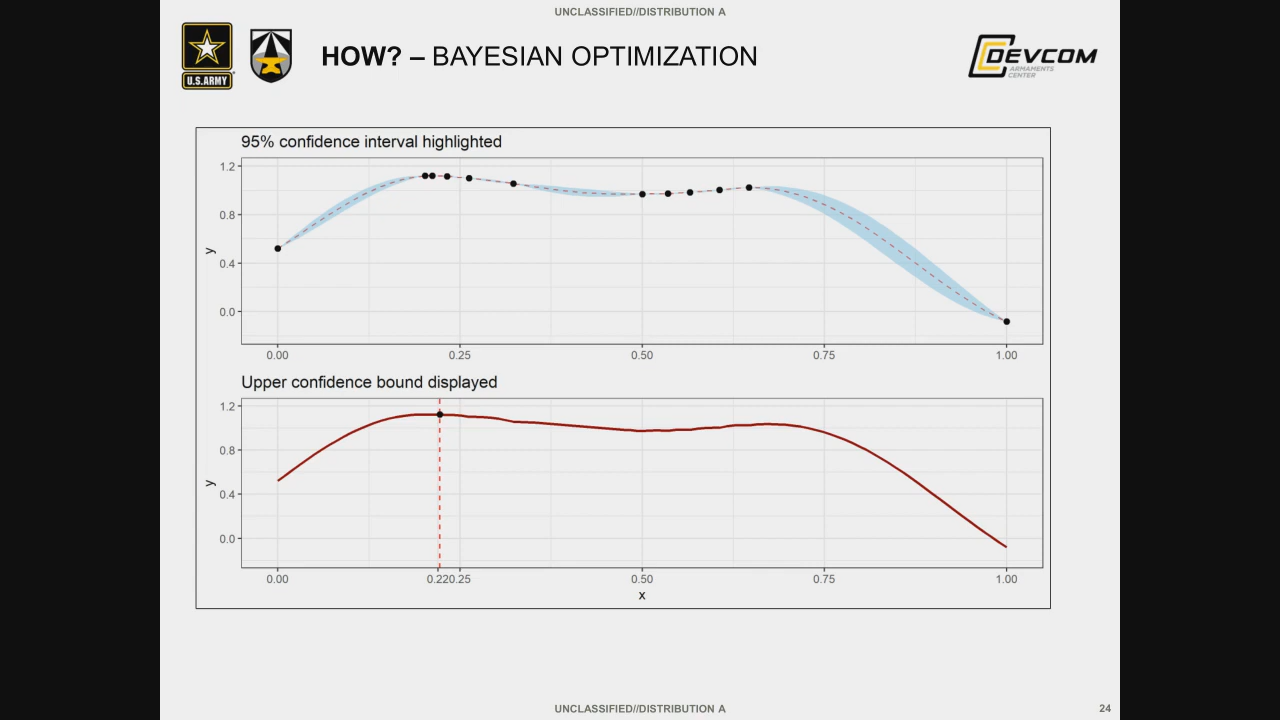 UNCLASSIFIED//DISTRIBUTION A
U.S.ARMY
HOW? – BAYESIAN OPTIMIZATION
DEVCOM
ARMAMENTS
CENTER
95% confidence interval highlighted
1.2
0.8
y
0.4
0.0
0.00 0.25 0.50 0.75 1.00
Upper confidence bound displayed
1.2
0.8
y
0.4
0.0
0.00 0.220.25 0.50 0.75 1.00
x
UNCLASSIFIED//DISTRIBUTION A
24